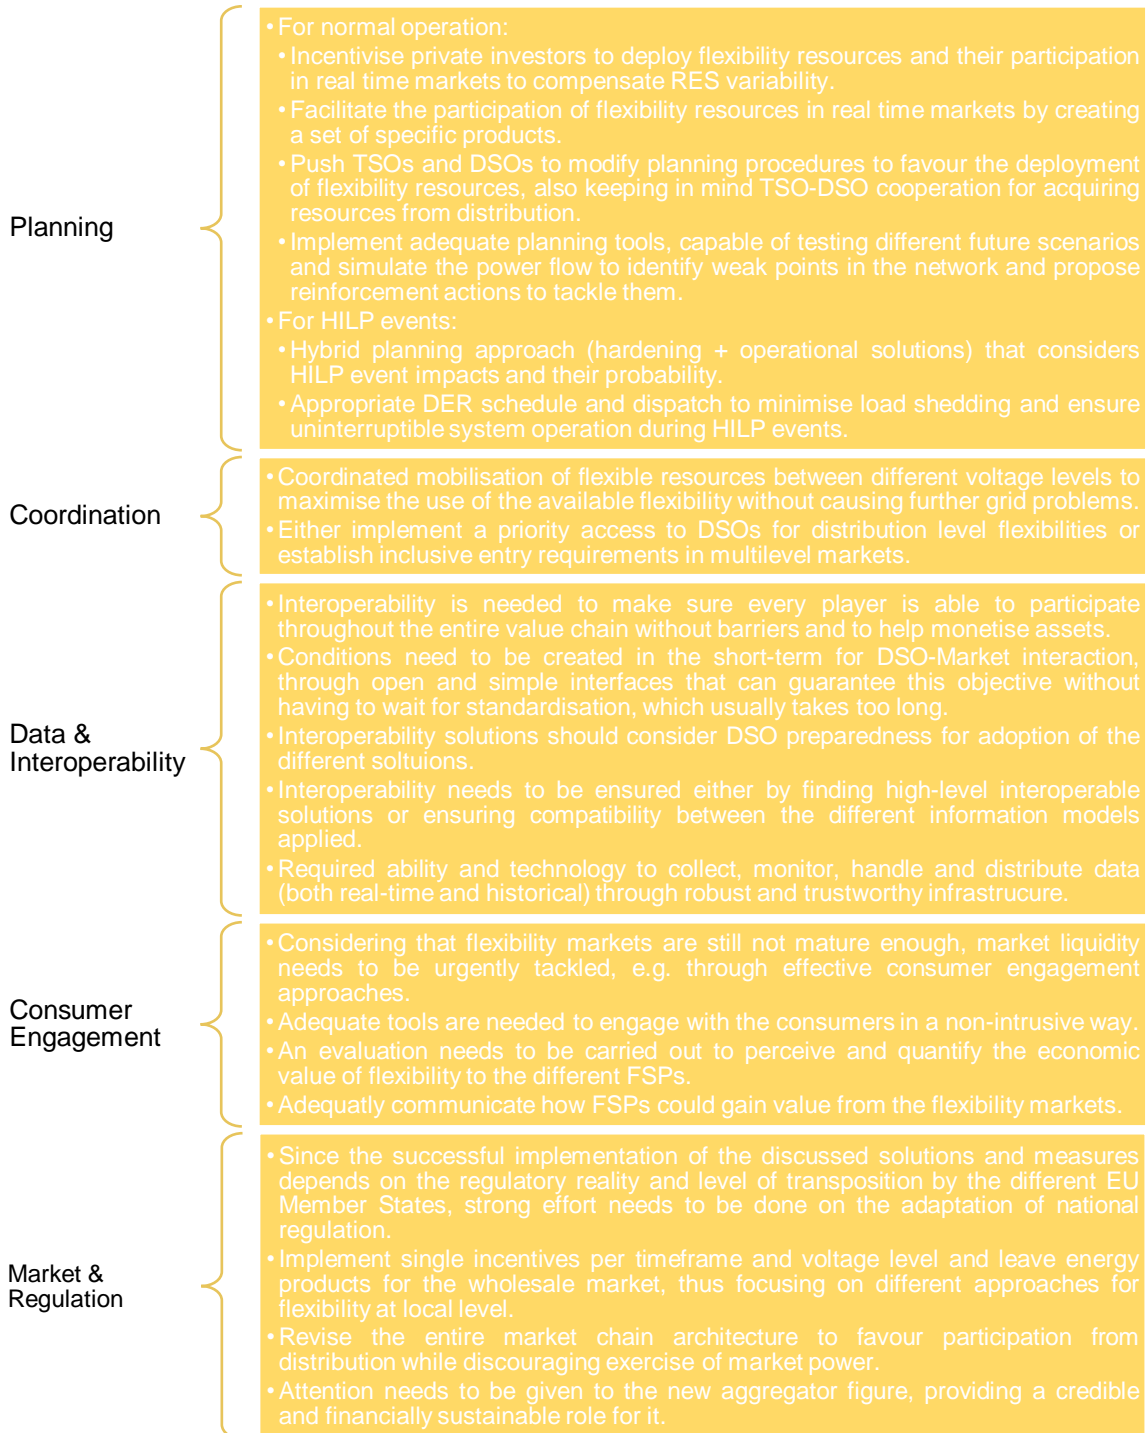 Planning
• For normal operation:
• Incentivise private investors to deploy flexibility resources and their participation
in real time markets to compensate RES variability.
• Facilitate the participation of flexibility resources in real time markets by creating
a set of specific products.
• Push TSOs and DSOs to modify planning procedures to favour the deployment
of flexibility resources, also keeping in mind TSO-DSO cooperation for acquiring
resources from distribution.
• Implement adequate planning tools, capable of testing different future scenarios
and simulate the power flow to identify weak points in the network and propose
reinforcement actions to tackle them.
• For HILP events:
• Hybrid planning approach (hardening + operational solutions) that considers
HILP event impacts and their probability.
• Appropriate DER schedule and dispatch to minimise load shedding and ensure
uninterruptible system operation during HILP events.
Coordination
• Coordinated mobilisation of flexible resources between different voltage levels to
maximise the use of the available flexibility without causing further grid problems.
• Either implement a priority access to DSOs for distribution level flexibilities or
establish inclusive entry requirements in multilevel markets.
Data &
Interoperability
• Interoperability is needed to make sure every player is able to participate
throughout the entire value chain without barriers and to help monetise assets.
• Conditions need to be created in the short-term for DSO-Market interaction,
through open and simple interfaces that can guarantee this objective without
having to wait for standardisation, which usually takes too long.
• Interoperability solutions should consider DSO preparedness for adoption of the
different soltuions.
• Interoperability needs to be ensured either by finding high-level interoperable
solutions or ensuring compatibility between the different information models
applied.
• Required ability and technology to collect, monitor, handle and distribute data
(both real-time and historical) through robust and trustworthy infrastrucure.
Consumer
Engagement
• Considering that flexibility markets are still not mature enough, market liquidity
needs to be urgently tackled, e.g. through effective consumer engagement
approaches.
• Adequate tools are needed to engage with the consumers in a non-intrusive way.
• An evaluation needs to be carried out to perceive and quantify the economic
value of flexibility to the different FSPs.
• Adequatly communicate how FSPs could gain value from the flexibility markets.
Market &
Regulation
• Since the successful implementation of the discussed solutions and measures
depends on the regulatory reality and level of transposition by the different EU
Member States, strong effort needs to be done on the adaptation of national
regulation.
• Implement single incentives per timeframe and voltage level and leave energy
products for the wholesale market, thus focusing on different approaches for
flexibility at local level.
• Revise the entire market chain architecture to favour participation from
distribution while discouraging exercise of market power.
• Attention needs to be given to the new aggregator figure, providing a credible
and financially sustainable role for it.